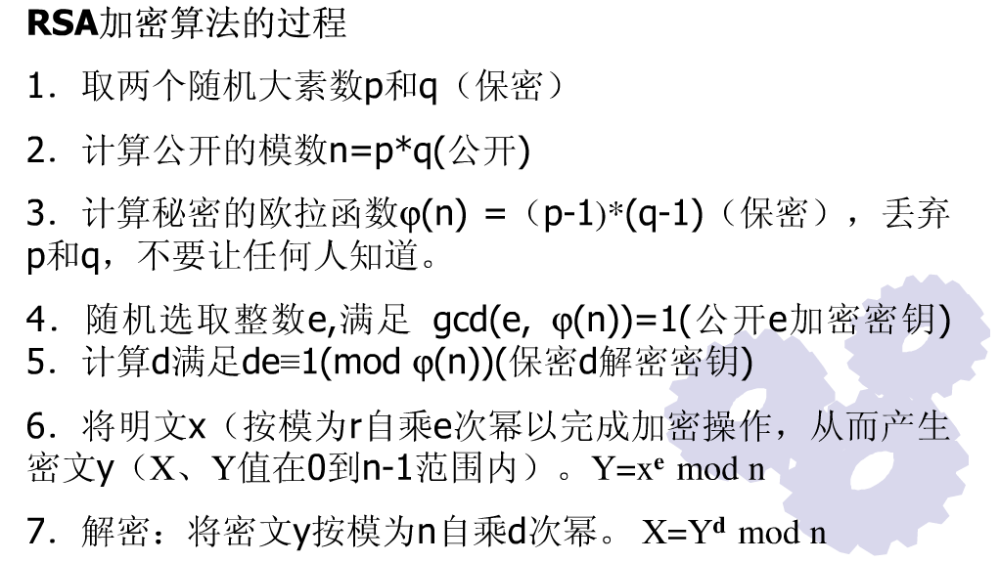 RSA加密算法的过程
1．取两个随机大素数p和q（保密）
2．计算公开的模数n=p*q(公开)
3．计算秘密的欧拉函数φ(n) =（p-1)*(q-1)（保密），丢弃
p和q，不要让任何人知道。
4．随机选取整数e,满足 gcd(e, φ(n))=1(公开e加密密钥)
5．计算d满足de≡1(mod φ(n))(保密d解密密钥)
6．将明文x（按模为r自乘e次幂以完成加密操作，从而产生
密文y（X、Y值在0到n-1范围内）。Y=xᵉ mod n
7．解密：将密文y按模为n自乘d次幂。 X=Yᵈ mod n